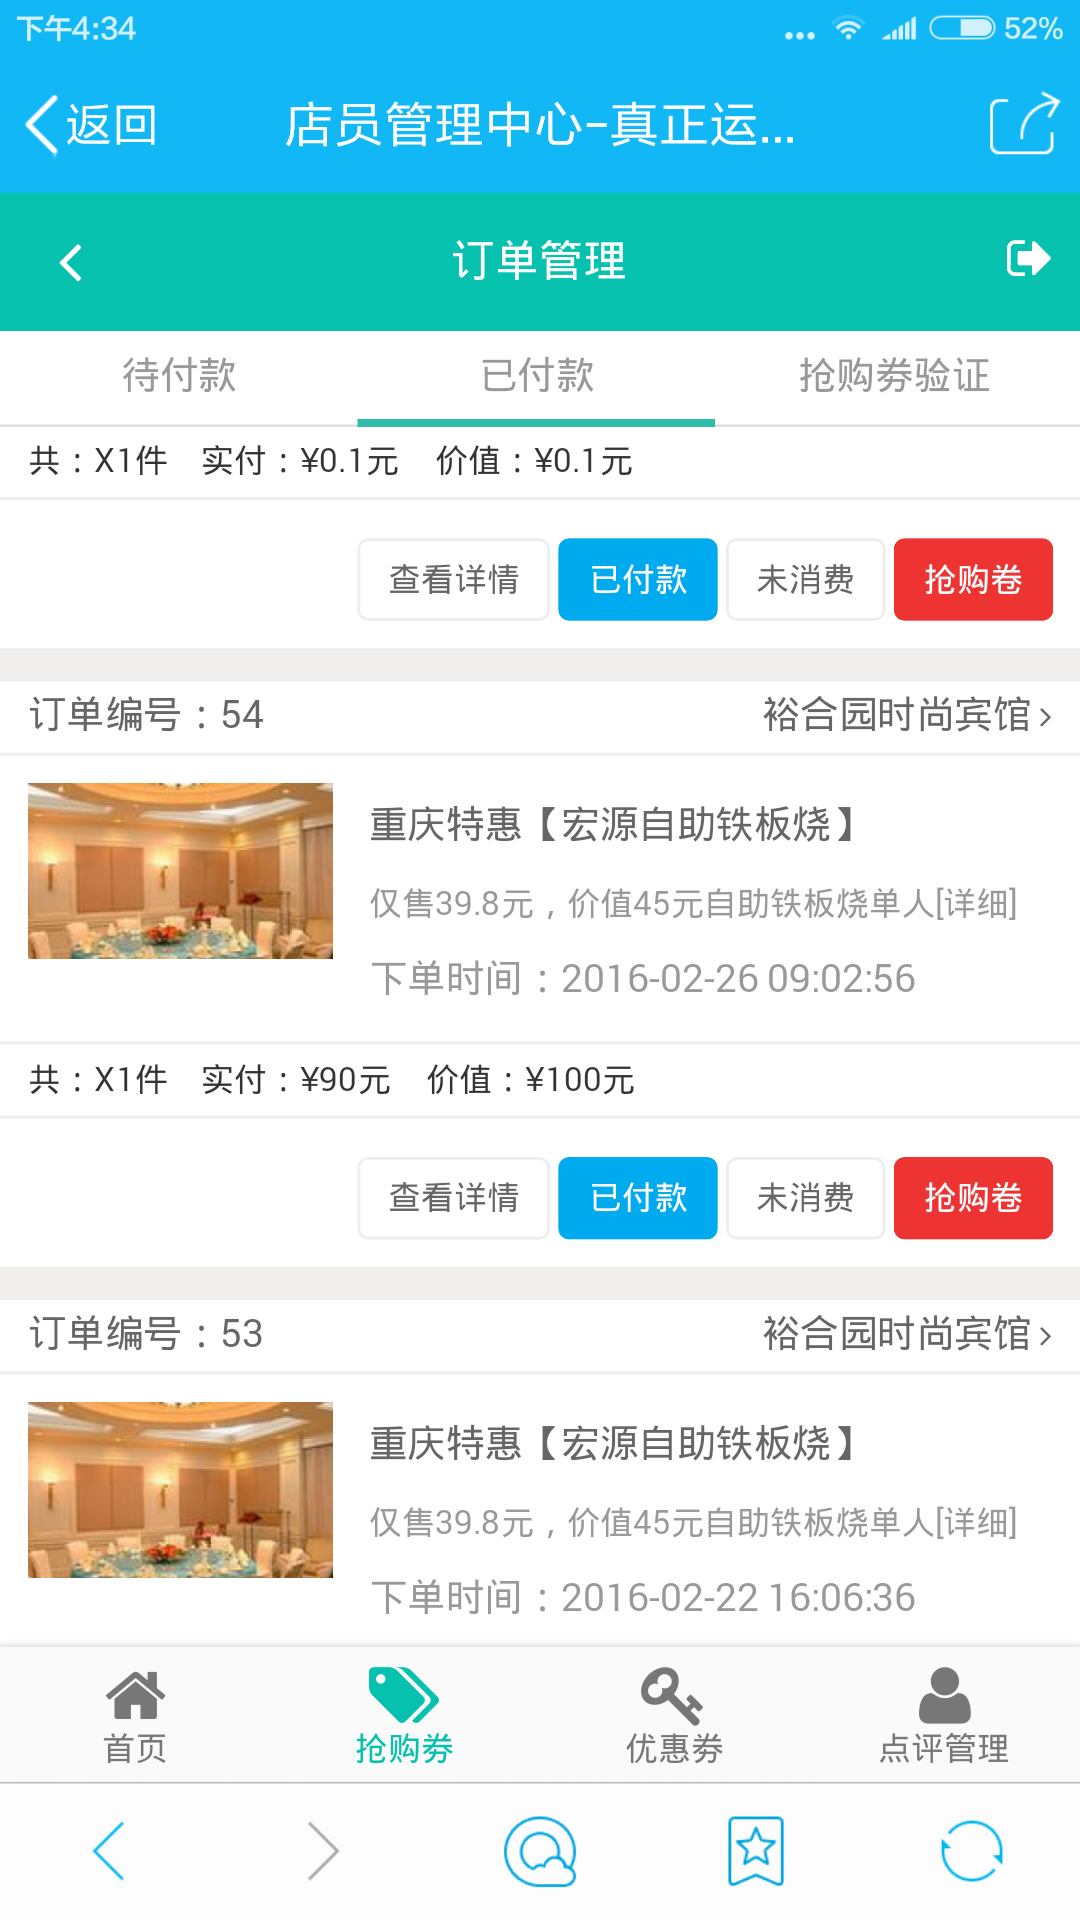 下午4:34
52%
返回
店员管理中心-真正运...
订单管理
待付款 已付款 抢购券验证
共：X1件 实付：¥0.1元 价值：¥0.1元
查看详情 已付款 未消费 抢购卷
订单编号：54 裕合园时尚宾馆
重庆特惠【宏源自助铁板烧】
仅售39.8元，价值45元自助铁板烧单人[详细]
下单时间：2016-02-26 09:02:56
共：X1件 实付：¥90元 价值：¥100元
查看详情 已付款 未消费 抢购卷
订单编号：53 裕合园时尚宾馆
重庆特惠【宏源自助铁板烧】
仅售39.8元，价值45元自助铁板烧单人[详细]
下单时间：2016-02-22 16:06:36
首页 抢购券 优惠券 点评管理